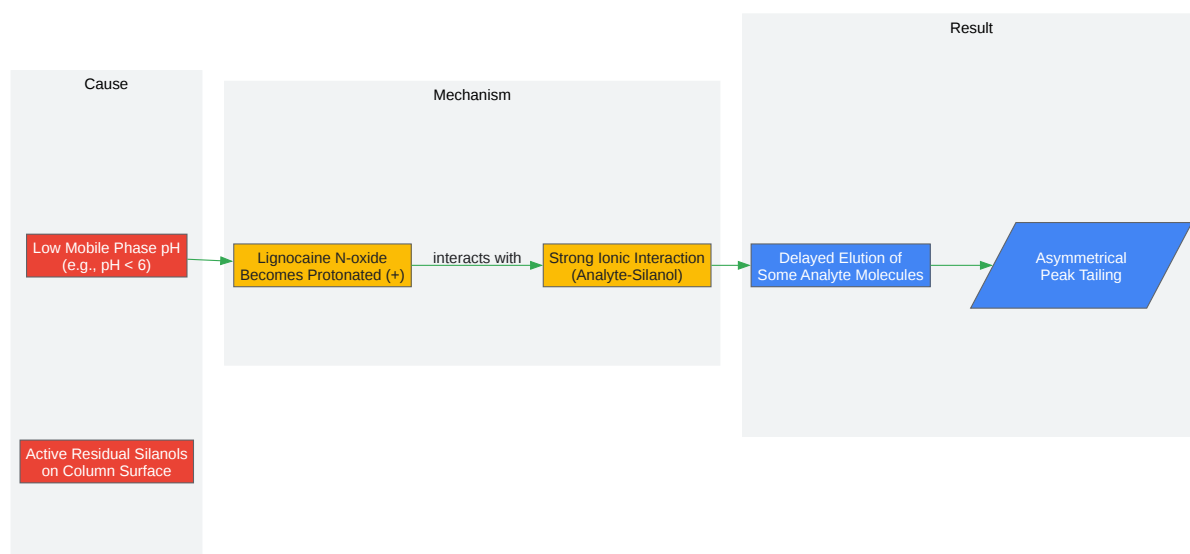 Cause
Low Mobile Phase pH
(e.g., pH < 6)
Active Residual Silanols
on Column Surface
Mechanism
Lignocaine N-oxide
Becomes Protonated (+)
interacts with
Strong Ionic Interaction
(Analyte-Silanol)
Result
Delayed Elution of
Some Analyte Molecules
Asymmetrical
Peak Tailing